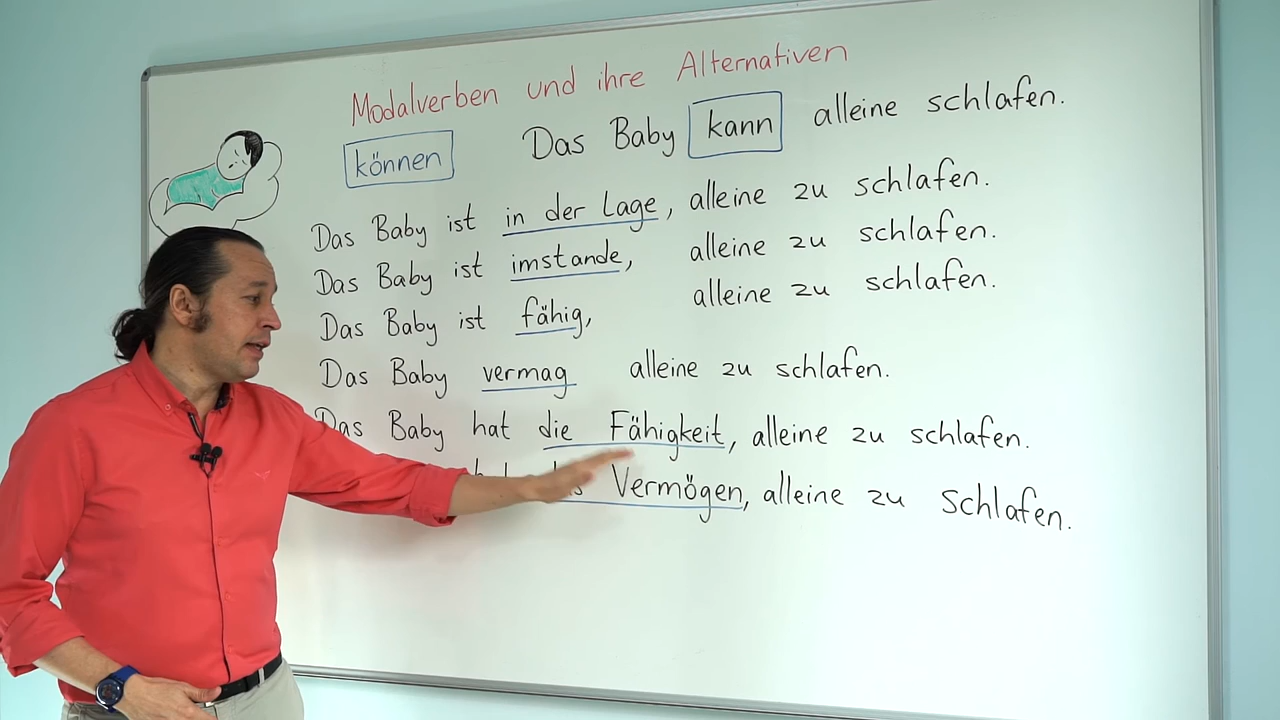 Modalverben und ihre Alternativen
können Das Baby kann alleine schlafen.
Das Baby ist in der Lage, alleine zu schlafen.
Das Baby ist imstande, alleine zu schlafen.
Das Baby ist fähig, alleine zu schlafen.
Das Baby vermag alleine zu schlafen.
Das Baby hat die Fähigkeit, alleine zu schlafen.
Vermögen, alleine zu schlafen.